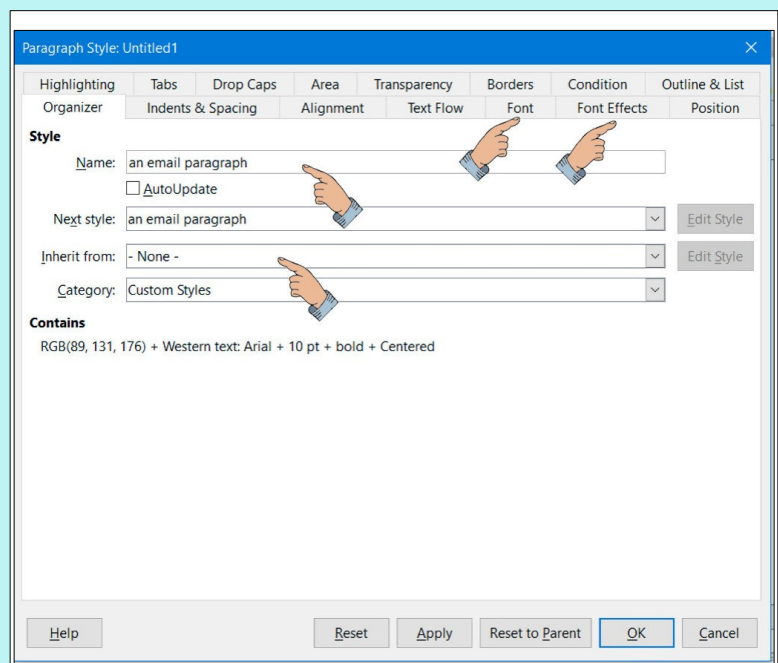 Paragraph Style: Untitled1
Highlighting Tabs Drop Caps Area Transparency Borders Condition Outline & List
Organizer Indents & Spacing Alignment Text Flow Font Font Effects Position
Style
Name: an email paragraph
AutoUpdate
Next style: an email paragraph Edit Style
Inherit from: - None - Edit Style
Category: Custom Styles
Contains
RGB(89, 131, 176) + Western text: Arial + 10 pt + bold + Centered
Help Reset Apply Reset to Parent OK Cancel